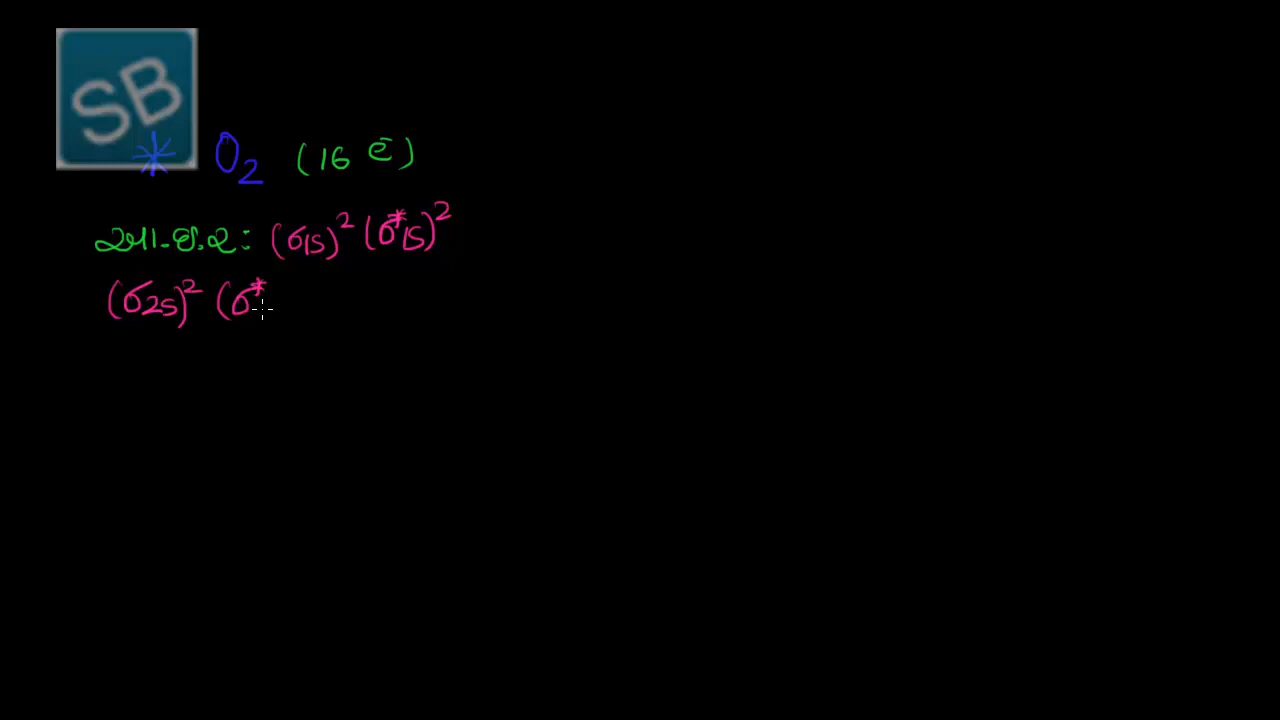 SB
* O₂ (16 e̅)
આ.ઇ.ર : (σ1s)² (σ*1s)²
(σ2s)² (σ*